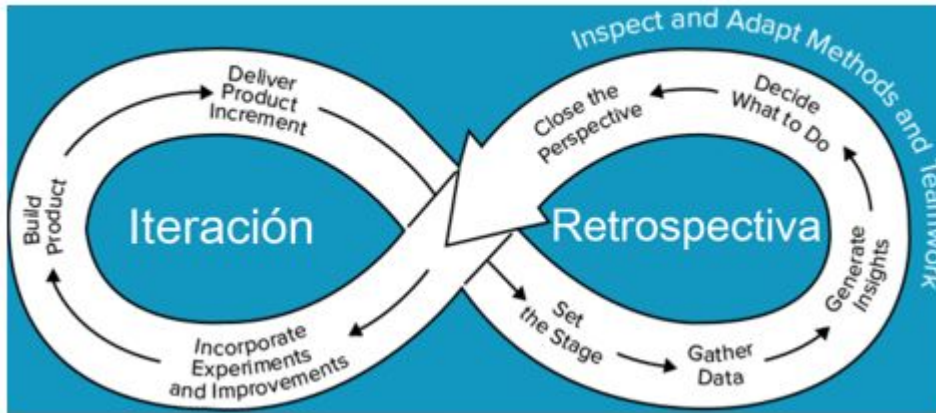 Inspect and Adapt Methods and Teamwork
Deliver
Product
Increment
Build
Product
Iteración
Incorporate
Experiments
and Improvements
Close the
Perspective
Decide
What to Do
Retrospectiva
Generate
Insights
Set
the Stage
Gather
Data